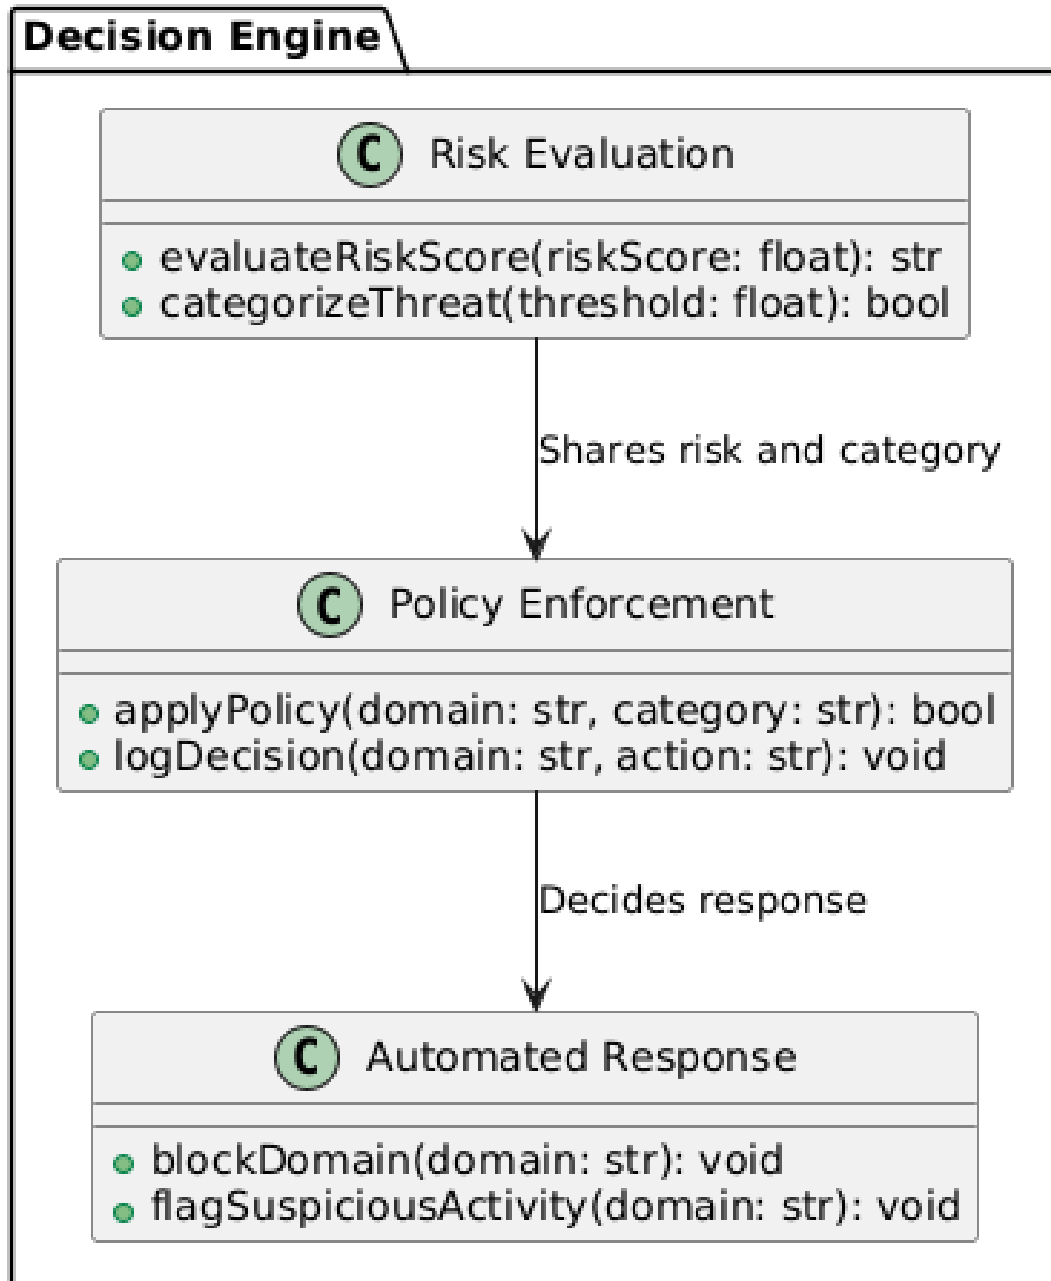 Decision Engine
C Risk Evaluation
evaluateRiskScore(riskScore: float): str
categorizeThreat(threshold: float): bool
Shares risk and category
C Policy Enforcement
applyPolicy(domain: str, category: str): bool
logDecision(domain: str, action: str): void
Decides response
C Automated Response
blockDomain(domain: str): void
flagSuspiciousActivity(domain: str): void